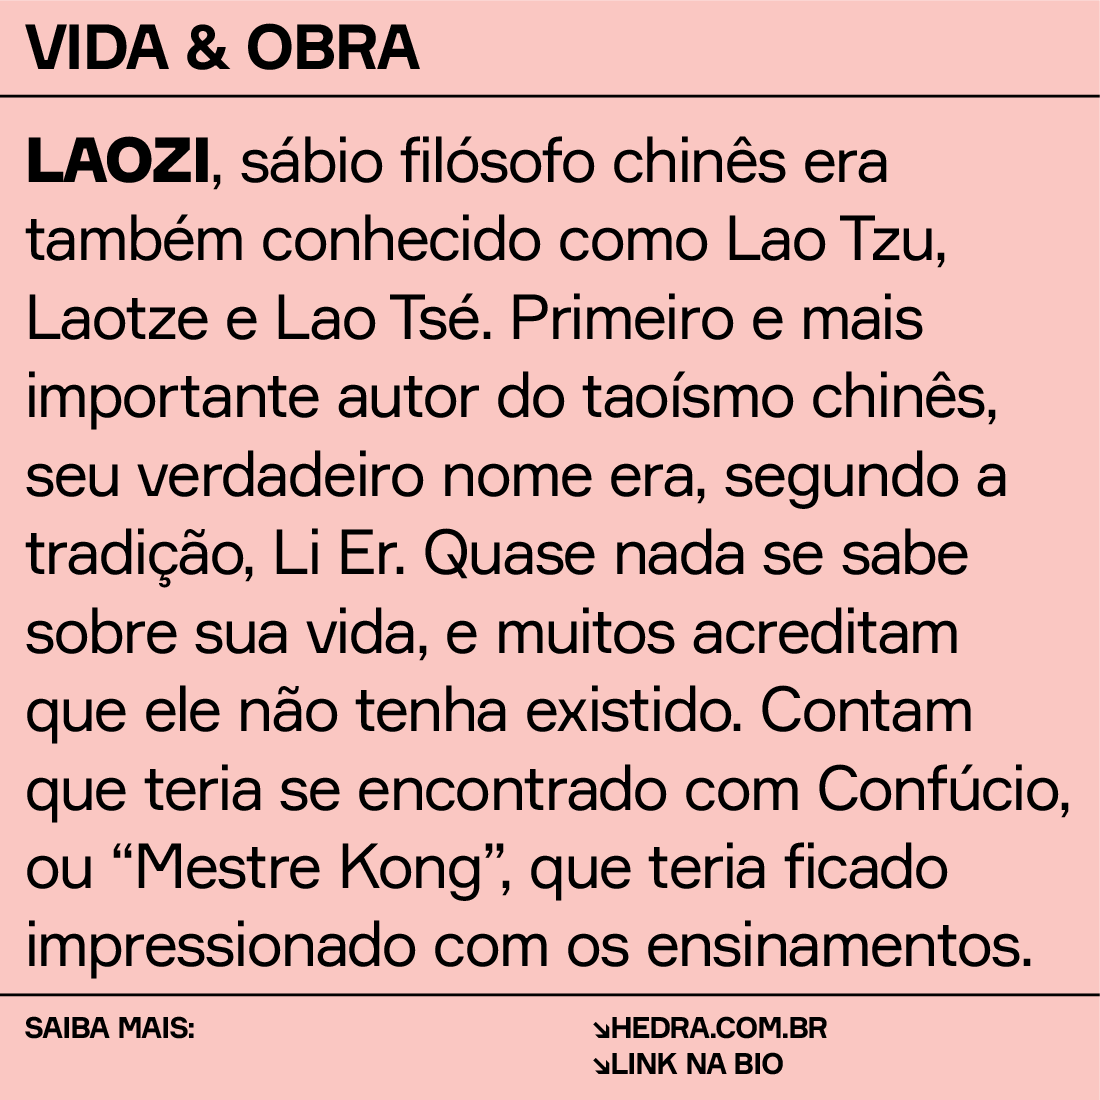 VIDA & OBRA
LAOZI, sábio filósofo chinês era
também conhecido como Lao Tzu,
Laotze e Lao Tsé. Primeiro e mais
importante autor do taoísmo chinês,
seu verdadeiro nome era, segundo a
tradição, Li Er. Quase nada se sabe
sobre sua vida, e muitos acreditam
que ele não tenha existido. Contam
que teria se encontrado com Confúcio,
ou “Mestre Kong”, que teria ficado
impressionado com os ensinamentos.
SAIBA MAIS:
↘HEDRA.COM.BR
↘LINK NA BIO